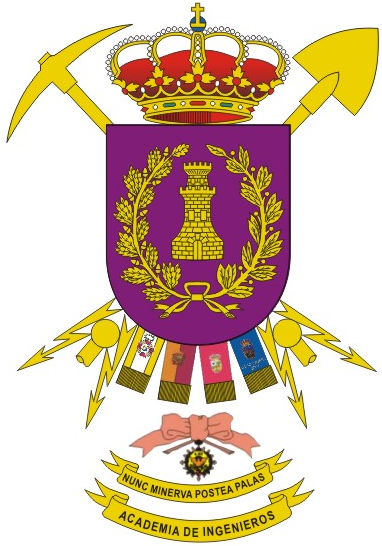 NUNC MINERVA POSTEA PALAS
ACADEMIA DE INGENIEROS